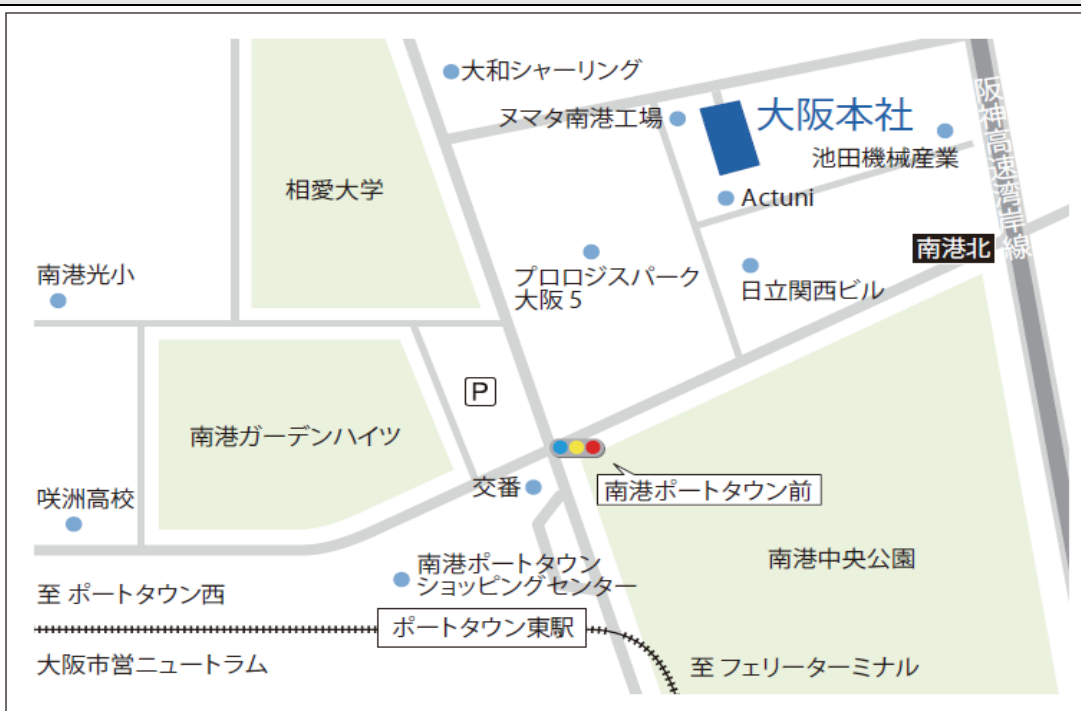 大和シャーリング
ヌマタ南港工場
大阪本社
池田機械産業
阪神高速湾岸線
相愛大学
Actuni
南港北
南港光小
プロロジスパーク
大阪 5
日立関西ビル
P
南港ガーデンハイツ
交番
南港ポートタウン前
咲洲高校
南港中央公園
南港ポートタウン
ショッピングセンター
至 ポートタウン西
ポートタウン東駅
大阪市営ニュートラム
至 フェリーターミナル